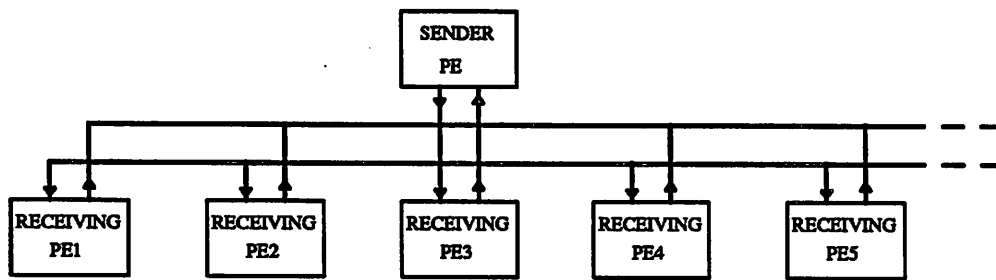 SENDER
PE
RECEIVING
PE1
RECEIVING
PE2
RECEIVING
PE3
RECEIVING
PE4
RECEIVING
PE5